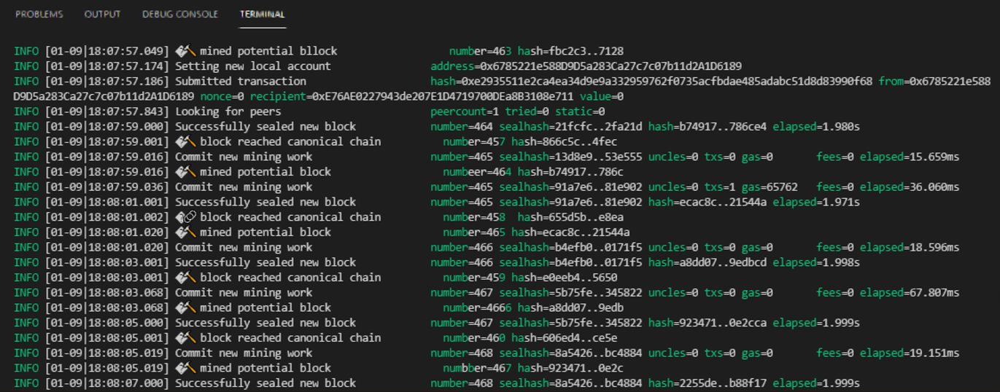 PROBLEMS OUTPUT DEBUG CONSOLE TERMINAL
INFO [01-09|18:07:57.049] �🔨 mined potential bllock number=463 hash=fbc2c3..7128
INFO [01-09|18:07:57.174] Setting new local account address=0x6785221e588D9D5a283Ca27c7c07b11d2A1D6189
INFO [01-09|18:07:57.186] Submitted transaction hash=0xe2935511e2ca4ea34d9e9a332959762f0735acfbdae485adabc51d8d83990f68 from=0x6785221e588
D9D5a283Ca27c7c07b11d2A1D6189 nonce=0 recipient=0xE76AE0227943de207E1D4719700DEa8B3108e711 value=0
INFO [01-09|18:07:57.843] Looking for peers peercount=1 tried=0 static=0
INFO [01-09|18:07:59.000] Successfully sealed new block number=464 sealhash=21fcfc..2fa21d hash=b74917..786ce4 elapsed=1.980s
INFO [01-09|18:07:59.001] �🔨 block reached canonical chain number=457 hash=866c5c..4fec
INFO [01-09|18:07:59.016] Commit new mining work number=465 sealhash=13d8e9..53e555 uncles=0 txs=0 gas=0 fees=0 elapsed=15.659ms
INFO [01-09|18:07:59.016] �🔨 mined potential block numbeer=464 hash=b74917..786c
INFO [01-09|18:07:59.036] Commit new mining work number=465 sealhash=91a7e6..81e902 uncles=0 txs=1 gas=65762 fees=0 elapsed=36.060ms
INFO [01-09|18:08:01.001] Successfully sealed new block number=465 sealhash=91a7e6..81e902 hash=ecac8c..21544a elapsed=1.971s
INFO [01-09|18:08:01.002] �🔗 block reached canonical chain number=458 hash=655d5b..e8ea
INFO [01-09|18:08:01.020] �🔨 mined potential block number=465 hash=ecac8c..21544a
INFO [01-09|18:08:01.020] Commit new mining work number=466 sealhash=b4efb0..0171f5 uncles=0 txs=0 gas=0 fees=0 elapsed=18.596ms
INFO [01-09|18:08:03.001] Successfully sealed new block number=466 sealhash=b4efb0..0171f5 hash=a8dd07..9edbcd elapsed=1.998s
INFO [01-09|18:08:03.001] �🔨 block reached canonical chain number=459 hash=e0eeb4..5650
INFO [01-09|18:08:03.068] Commit new mining work number=467 sealhash=5b75fe..345822 uncles=0 txs=0 gas=0 fees=0 elapsed=67.807ms
INFO [01-09|18:08:03.068] �🔨 mined potential block number=4666 hash=a8dd07..9edb
INFO [01-09|18:08:05.000] Successfully sealed new block number=467 sealhash=5b75fe..345822 hash=923471..0e2cca elapsed=1.999s
INFO [01-09|18:08:05.001] �🔨 block reached canonical chain number=460 hash=606ed4..ce5e
INFO [01-09|18:08:05.019] Commit new mining work number=468 sealhash=8a5426..bc4884 uncles=0 txs=0 gas=0 fees=0 elapsed=19.151ms
INFO [01-09|18:08:05.019] �🔨 mined potential block numbber=467 hash=923471..0e2c
INFO [01-09|18:08:07.000] Successfully sealed new block number=468 sealhash=8a5426..bc4884 hash=2255de..b88f17 elapsed=1.999s